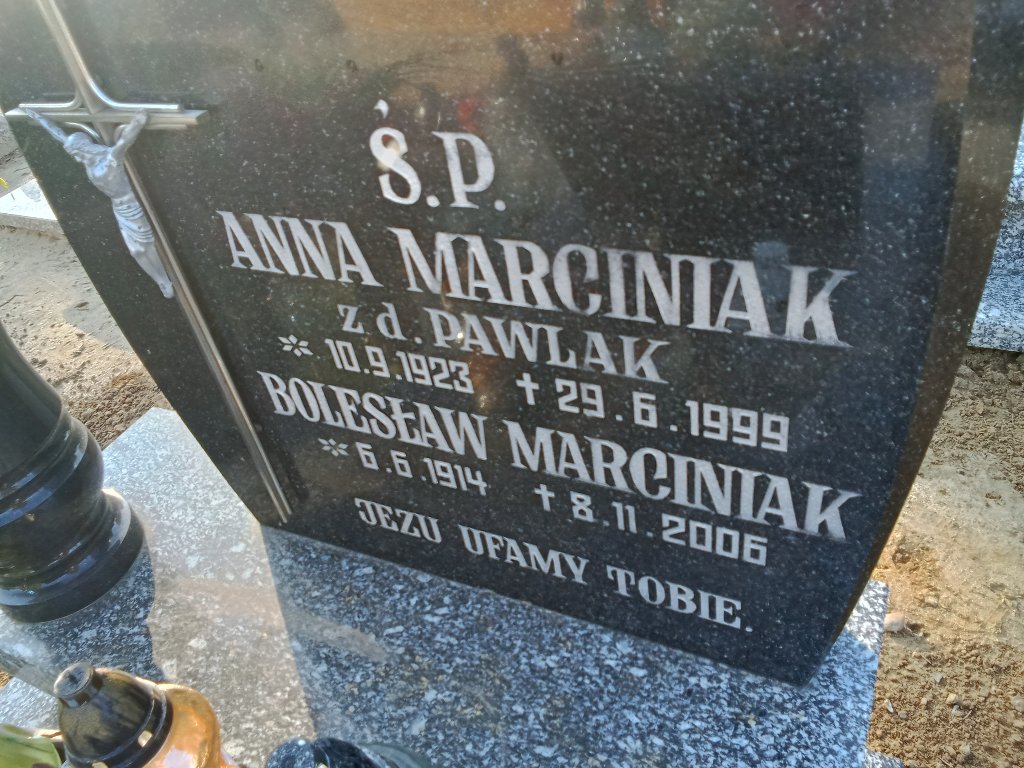 Ś.P.
ANNA MARCINIAK
z d. PAWLAK
* 10.9.1923 † 29.6.1999
BOLESŁAW MARCINIAK
* 6.6.1914 † 8.11.2006
JEZU UFAMY TOBIE.